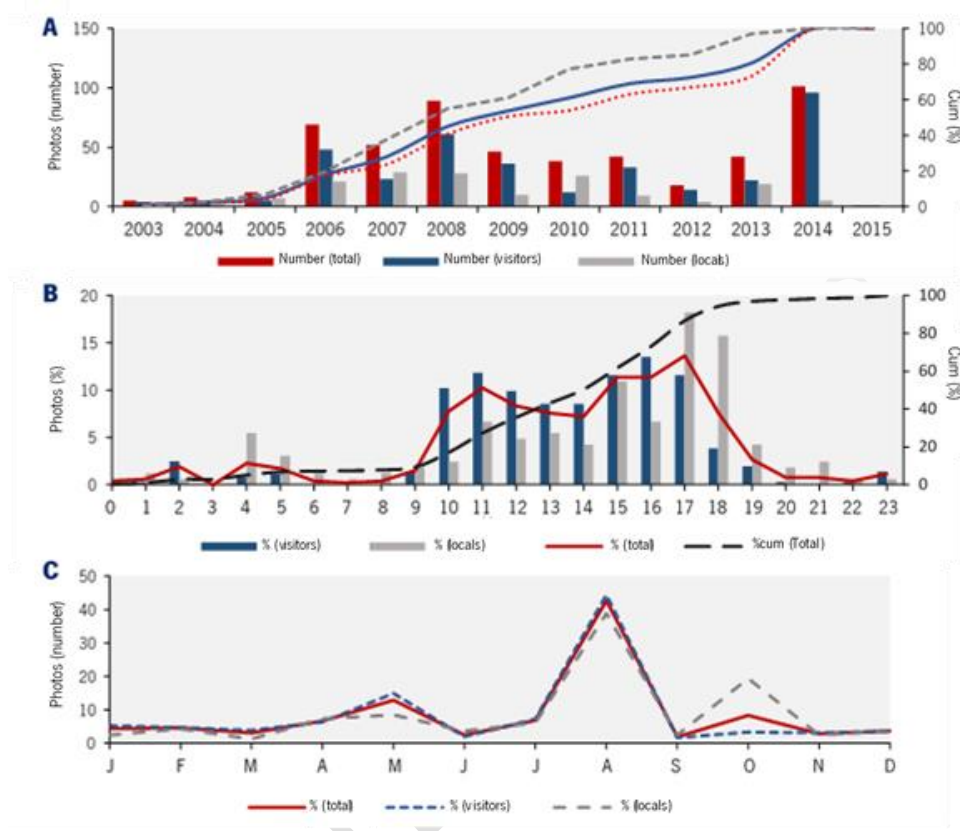 A
Photos (number)
150
100
50
0
100
80
60
40
20
0
Cum (%)
2003 2004 2005 2006 2007 2008 2009 2010 2011 2012 2013 2014 2015
Number (total) Number (visitors) Number (locals)
B
Photos (%)
20
15
10
5
0
100
80
60
40
20
0
Cum (%)
0 1 2 3 4 5 6 7 8 9 10 11 12 13 14 15 16 17 18 19 20 21 22 23
% (visitors) % (locals) % (total) %cum (Total)
C
Photos (number)
50
40
30
20
10
0
J F M A M J J A S O N D
% (total) % (visitors) % (locals)